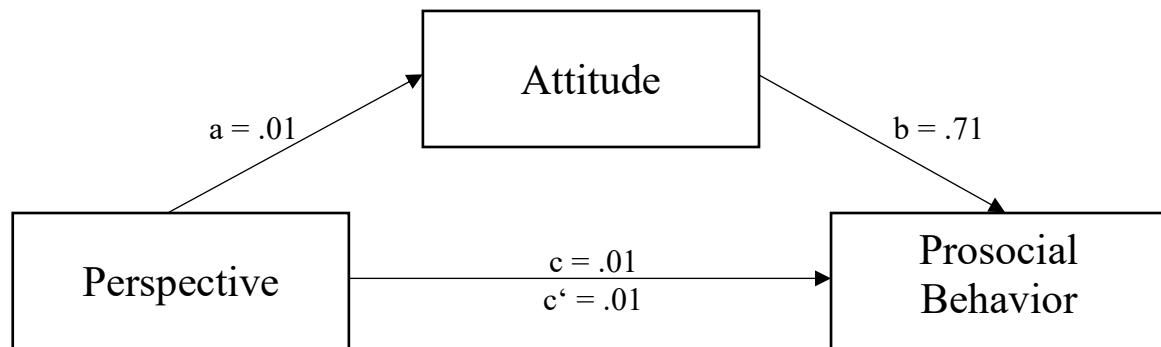 Attitude
a = .01
b = .71
Perspective
c = .01
c‘ = .01
Prosocial
Behavior